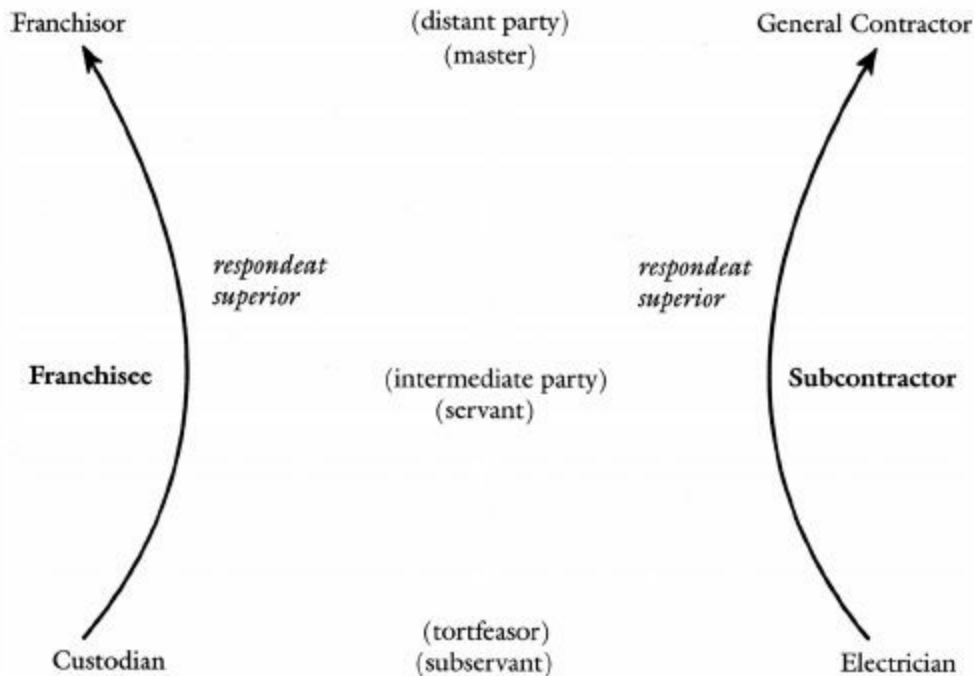 Franchisor (distant party) General Contractor
(master)
respondeat respondeat
superior superior
Franchisee (intermediate party) Subcontractor
(servant)
(tortfeasor)
Custodian (subservant) Electrician